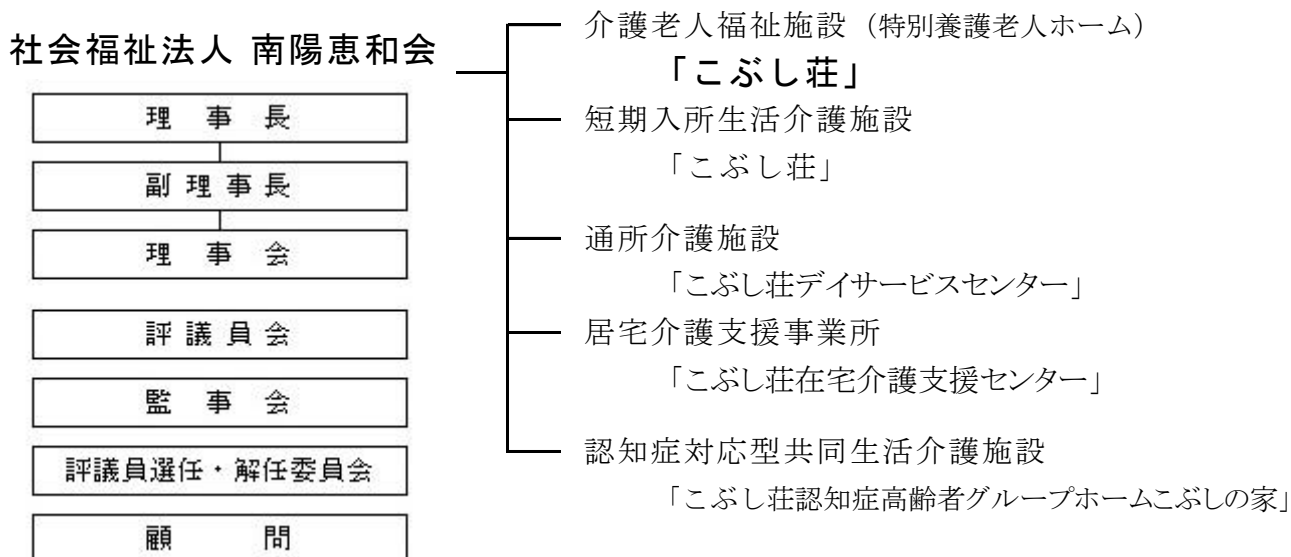 社会福祉法人 南陽恵和会
理 事 長
副 理 事 長
理 事 会
評 議 員 会
監 事 会
評議員選任・解任委員会
顧 問
介護老人福祉施設（特別養護老人ホーム）
「こぶし荘」
短期入所生活介護施設
「こぶし荘」
通所介護施設
「こぶし荘デイサービスセンター」
居宅介護支援事業所
「こぶし荘在宅介護支援センター」
認知症対応型共同生活介護施設
「こぶし荘認知症高齢者グループホームこぶしの家」